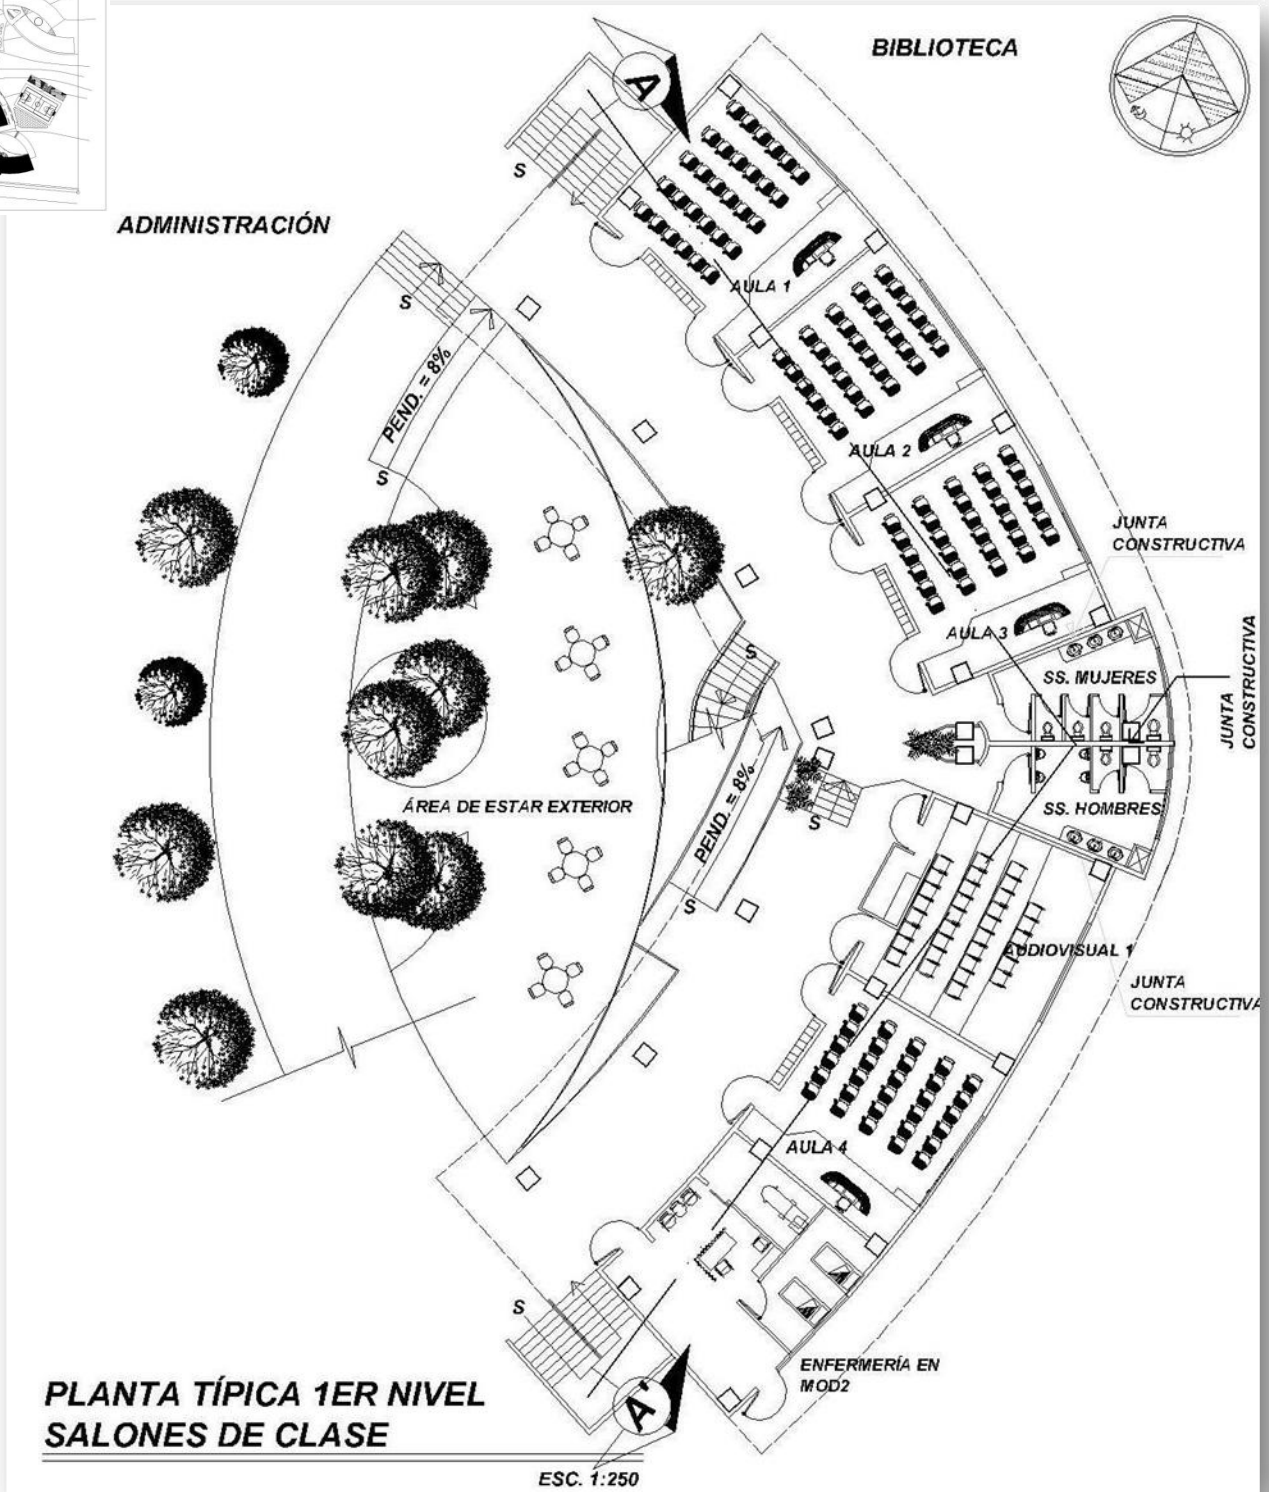 BIBLIOTECA
A
S
ADMINISTRACIÓN
AULA 1
S
PEND. = 8%
AULA 2
S
JUNTA
CONSTRUCTIVA
AULA 3
S
SS. MUJERES
JUNTA
CONSTRUCTIVA
ÁREA DE ESTAR EXTERIOR
PEND. = 8%
SS. HOMBRES
S
S
AUDIOVISUAL 1
JUNTA
CONSTRUCTIVA
AULA 4
S
ENFERMERÍA EN
MOD2
A'
PLANTA TÍPICA 1ER NIVEL
SALONES DE CLASE
ESC. 1:250